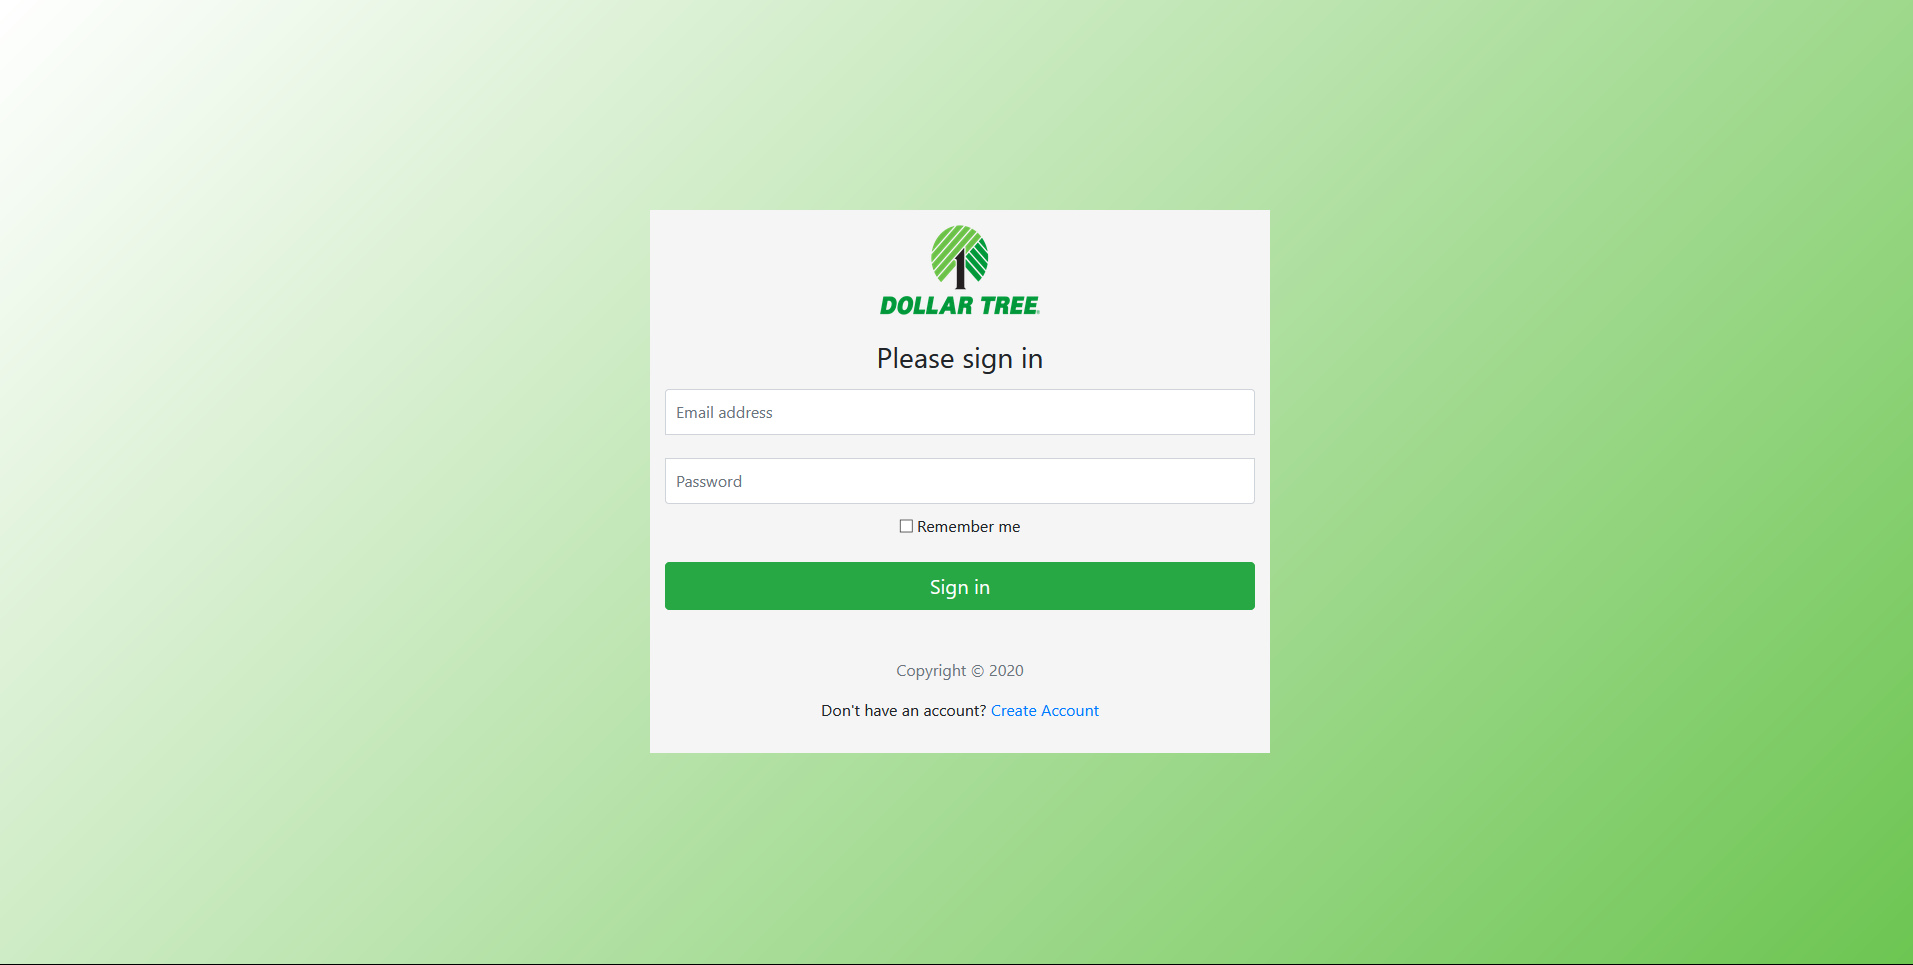 DOLLAR TREE
Please sign in
Email address
Password
Remember me
Sign in
Copyright © 2020
Don't have an account? Create Account